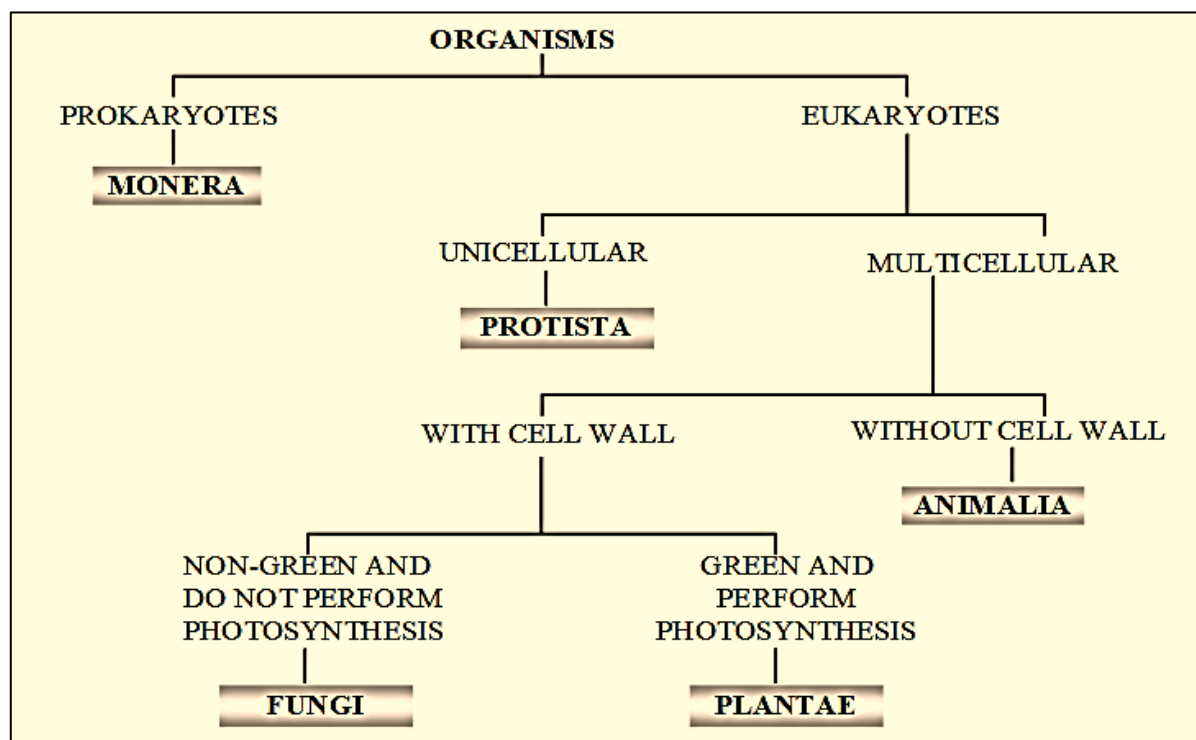 ORGANISMS
PROKARYOTES
EUKARYOTES
MONERA
UNICELLULAR
MULTICELLULAR
PROTISTA
WITH CELL WALL
WITHOUT CELL WALL
ANIMALIA
NON-GREEN AND
DO NOT PERFORM
PHOTOSYNTHESIS
GREEN AND
PERFORM
PHOTOSYNTHESIS
FUNGI
PLANTAE